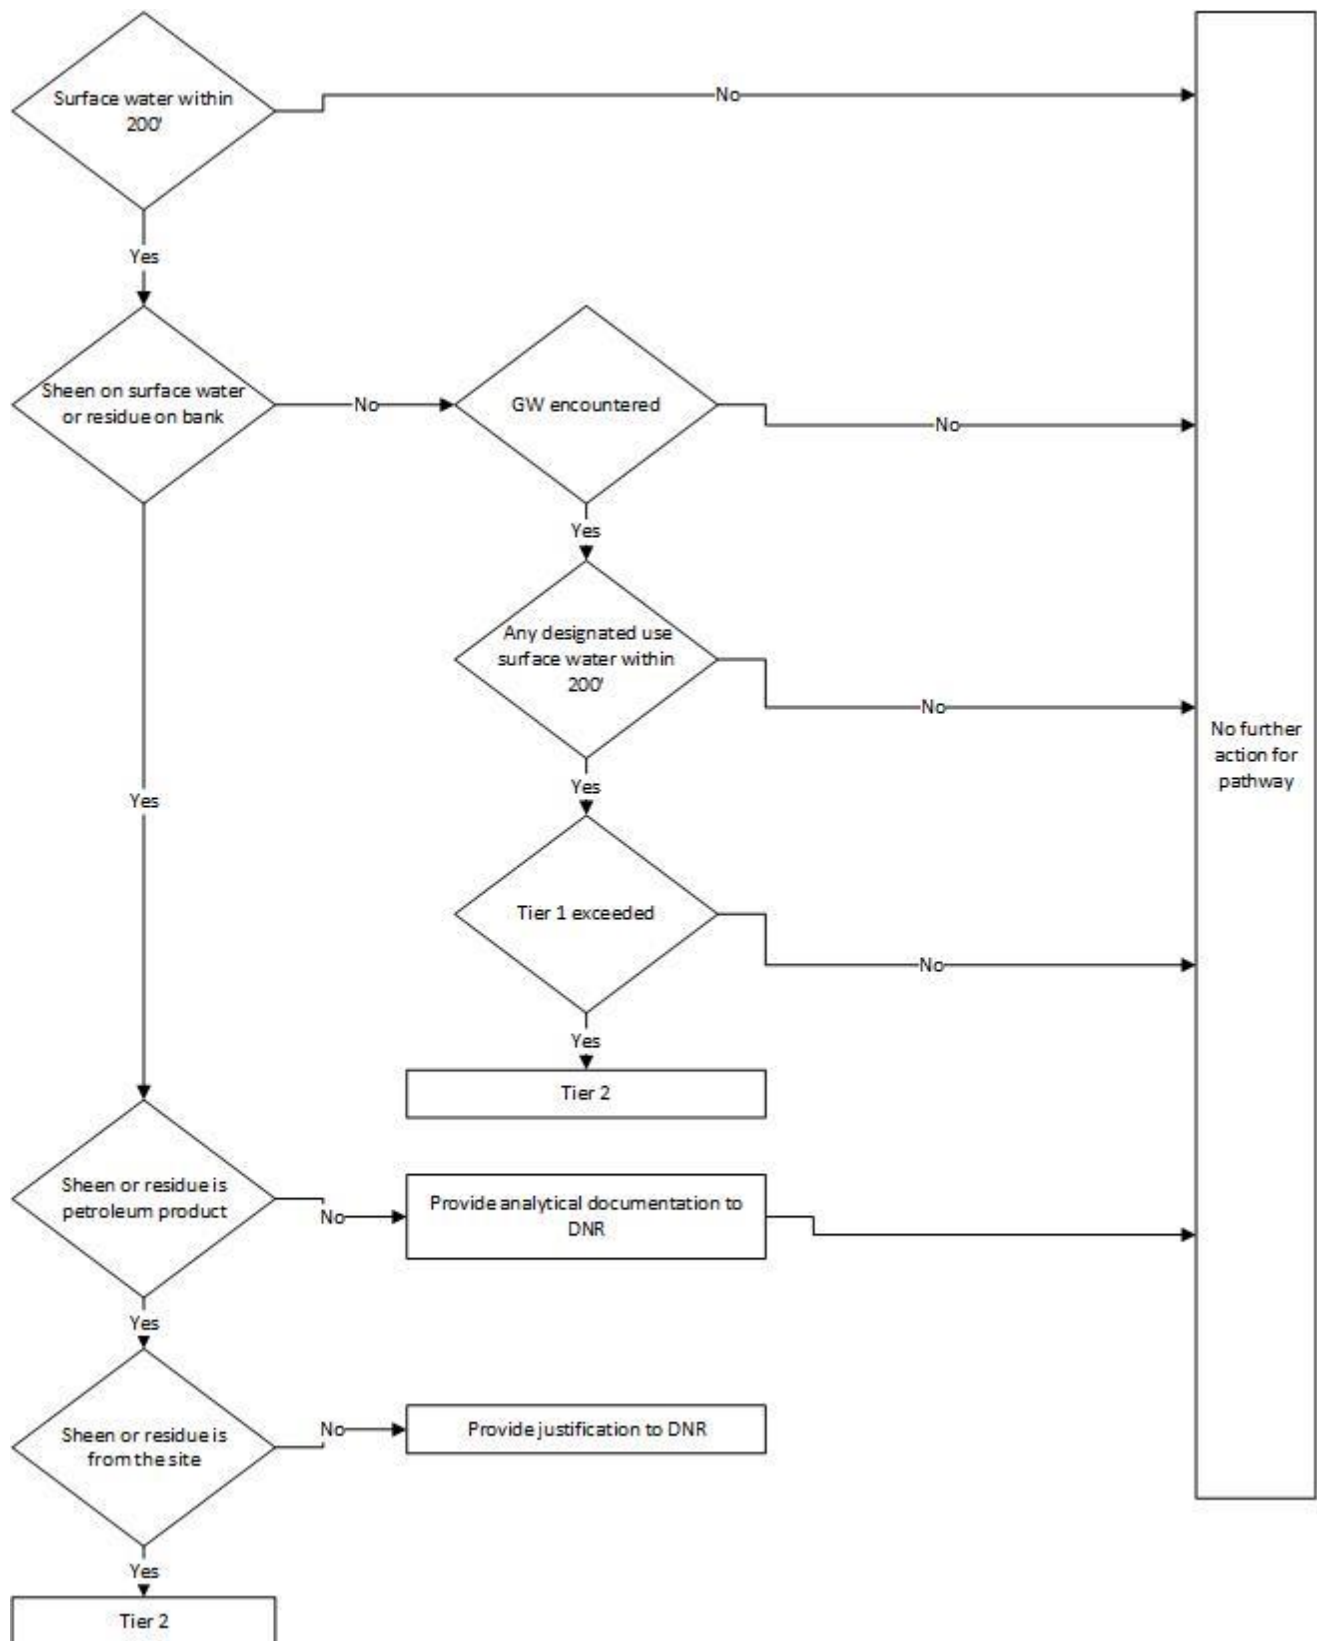 Surface water within
200'
No
Yes
Sheen on surface water
or residue on bank
No
GW encountered
No
Yes
Any designated use
surface water within
200'
No
No further
action for
pathway
Yes
Yes
Tier 1 exceeded
No
Yes
Tier 2
Sheen or residue is
petroleum product
No
Provide analytical documentation to
DNR
Yes
Sheen or residue is
from the site
No
Provide justification to DNR
Yes
Tier 2